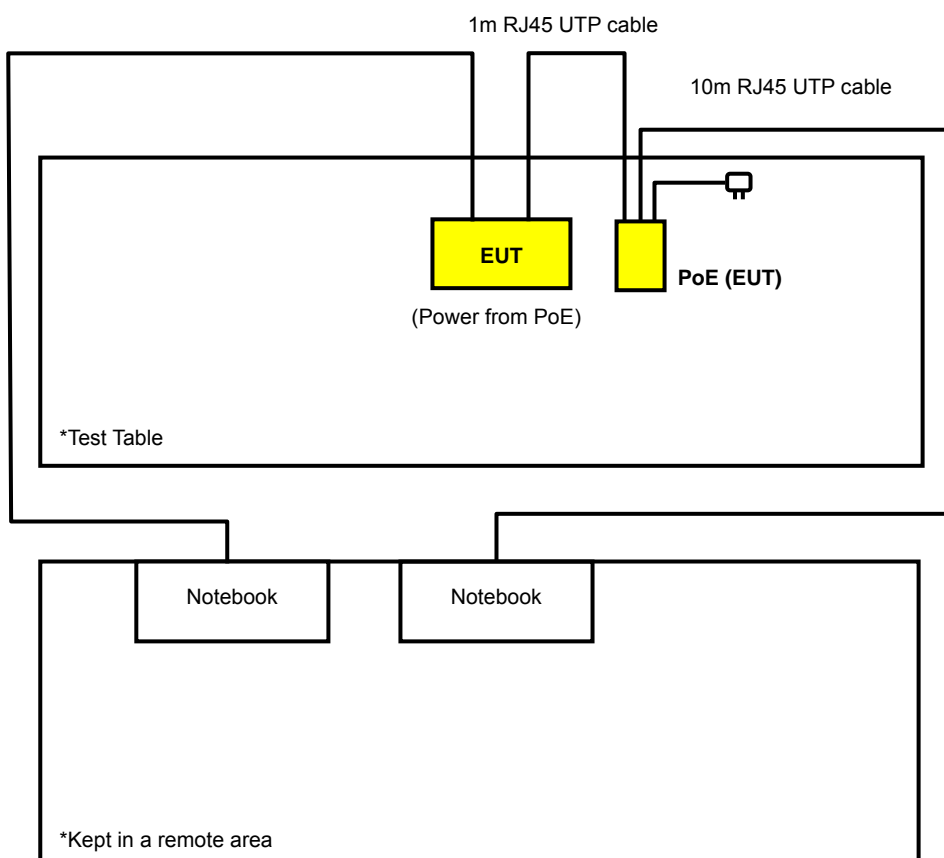 1m RJ45 UTP cable
10m RJ45 UTP cable
EUT
PoE (EUT)
(Power from PoE)
*Test Table
Notebook
Notebook
*Kept in a remote area